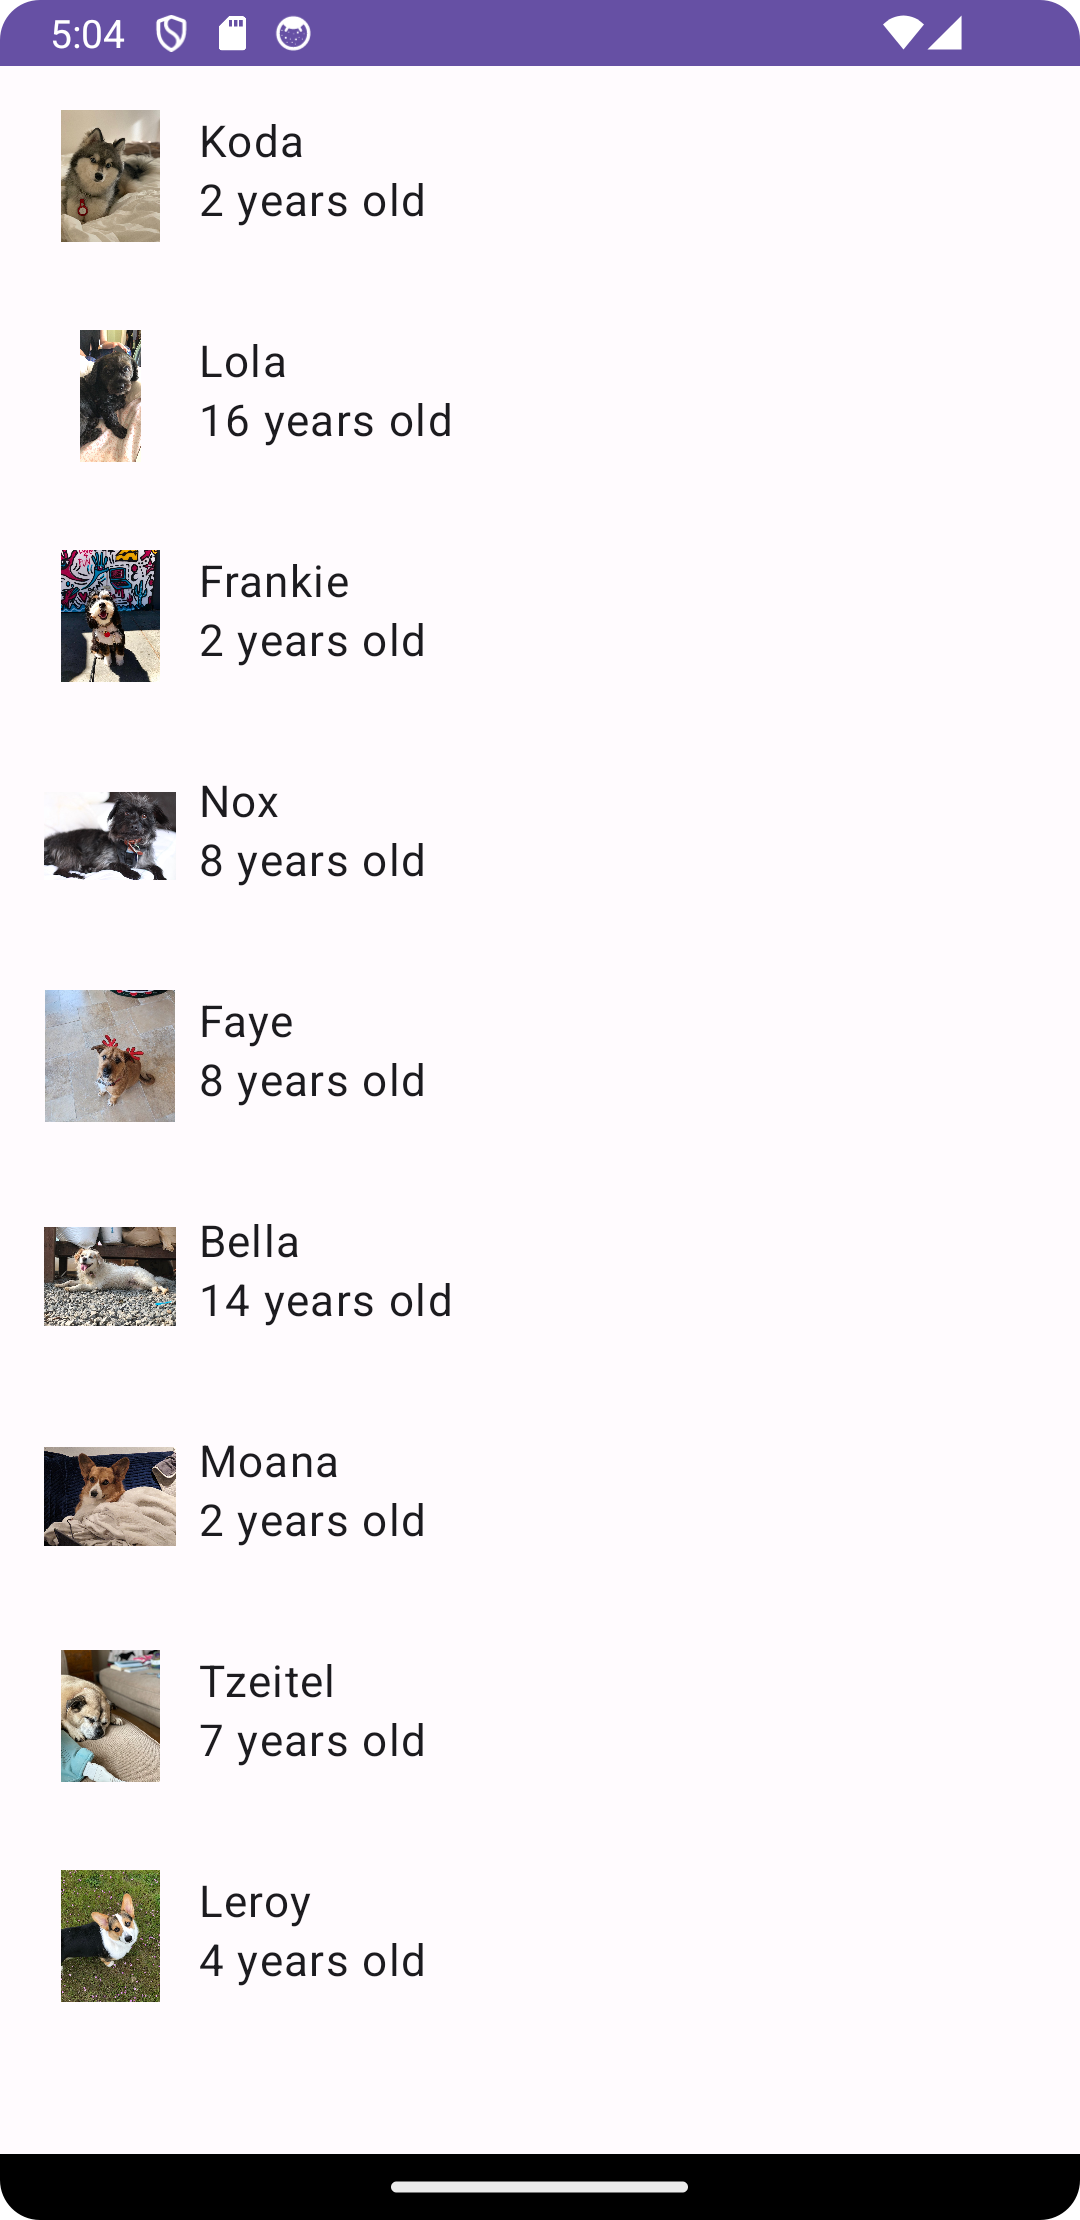 5:04
Koda
2 years old
Lola
16 years old
Frankie
2 years old
Nox
8 years old
Faye
8 years old
Bella
14 years old
Moana
2 years old
Tzeitel
7 years old
Leroy
4 years old